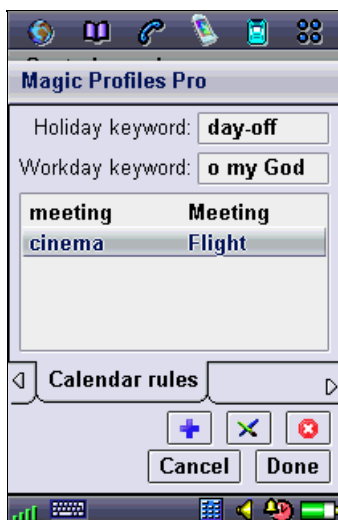 Magic Profiles Pro
Holiday keyword: day-off
Workday keyword: o my God
meeting Meeting
cinema Flight
Calendar rules
Cancel Done